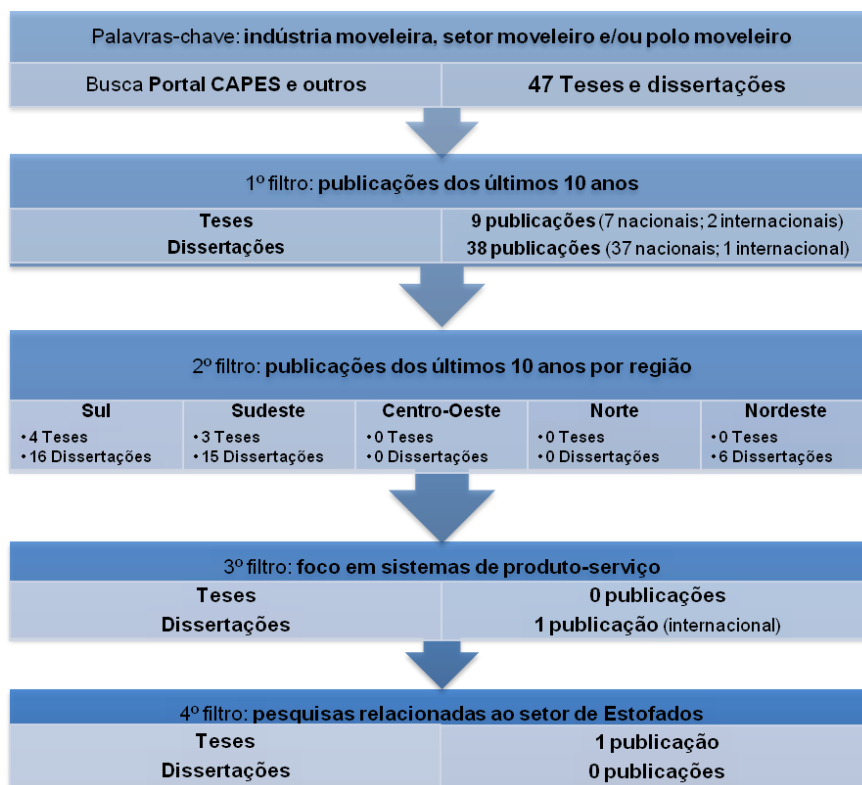 Palavras-chave: indústria moveleira, setor moveleiro e/ou polo moveleiro
Busca Portal CAPES e outros
47 Teses e dissertações
1º filtro: publicações dos últimos 10 anos
Teses
9 publicações (7 nacionais; 2 internacionais)
Dissertações
38 publicações (37 nacionais; 1 internacional)
2º filtro: publicações dos últimos 10 anos por região
Sul
•4 Teses
•16 Dissertações
Sudeste
•3 Teses
•15 Dissertações
Centro-Oeste
•0 Teses
•0 Dissertações
Norte
•0 Teses
•0 Dissertações
Nordeste
•0 Teses
•6 Dissertações
3º filtro: foco em sistemas de produto-serviço
Teses
0 publicações
Dissertações
1 publicação (internacional)
4º filtro: pesquisas relacionadas ao setor de Estofados
Teses
1 publicação
Dissertações
0 publicações